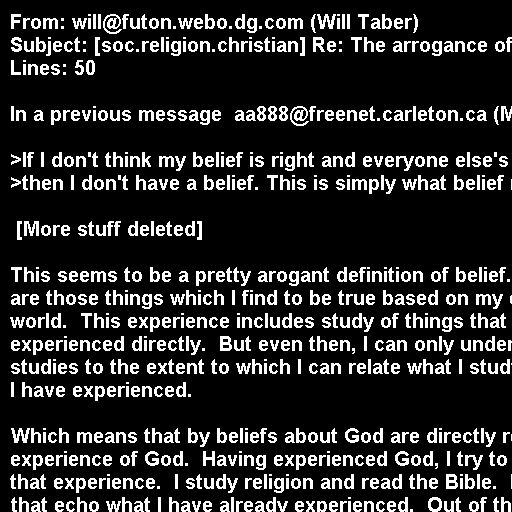 From: will@futon.webo.dg.com (Will Taber)
Subject: [soc.religion.christian] Re: The arrogance of
Lines: 50
In a previous message  aa888@freenet.carleton.ca (M
>If I don't think my belief is right and everyone else's
>then I don't have a belief. This is simply what belief
[More stuff deleted]
This seems to be a pretty arogant definition of belief.
are those things which I find to be true based on my
world.  This experience includes study of things that
experienced directly.  But even then, I can only under
studies to the extent to which I can relate what I stud
I have experienced.
Which means that by beliefs about God are directly r
experience of God.  Having experienced God, I try to
that experience.  I study religion and read the Bible.
that echo what I have already experienced.  Out of th